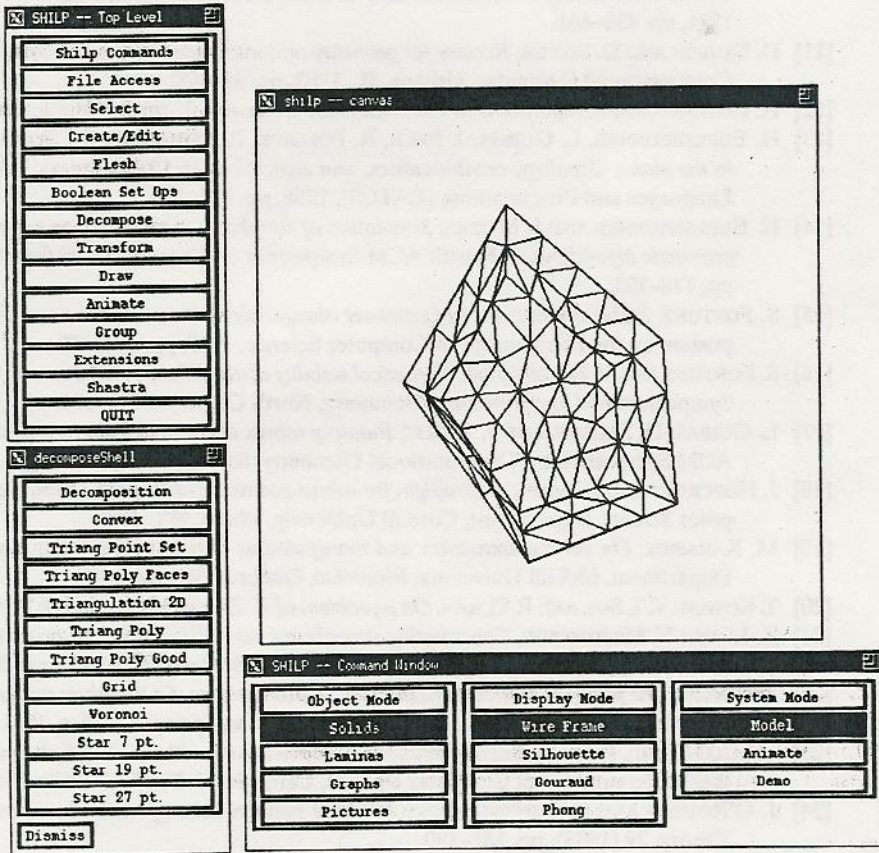 SHILP -- Top Level
Shilp Commands
File Access
Select
Create/Edit
Flesh
Boolean Set Ops
Decompose
Transform
Draw
Animate
Group
Extensions
Shastra
QUIT
decomposeShell
Decomposition
Convex
Triang Point Set
Triang Poly Faces
Triangulation 2D
Triang Poly
Triang Poly Good
Grid
Voronoi
Star 7 pt.
Star 19 pt.
Star 27 pt.
Dismiss
shilp -- canvas
SHILP -- Command Window
Object Mode
Solids
Laminas
Graphs
Pictures
Display Mode
Wire Frame
Silhouette
Gouraud
Phong
System Mode
Model
Animate
Demo